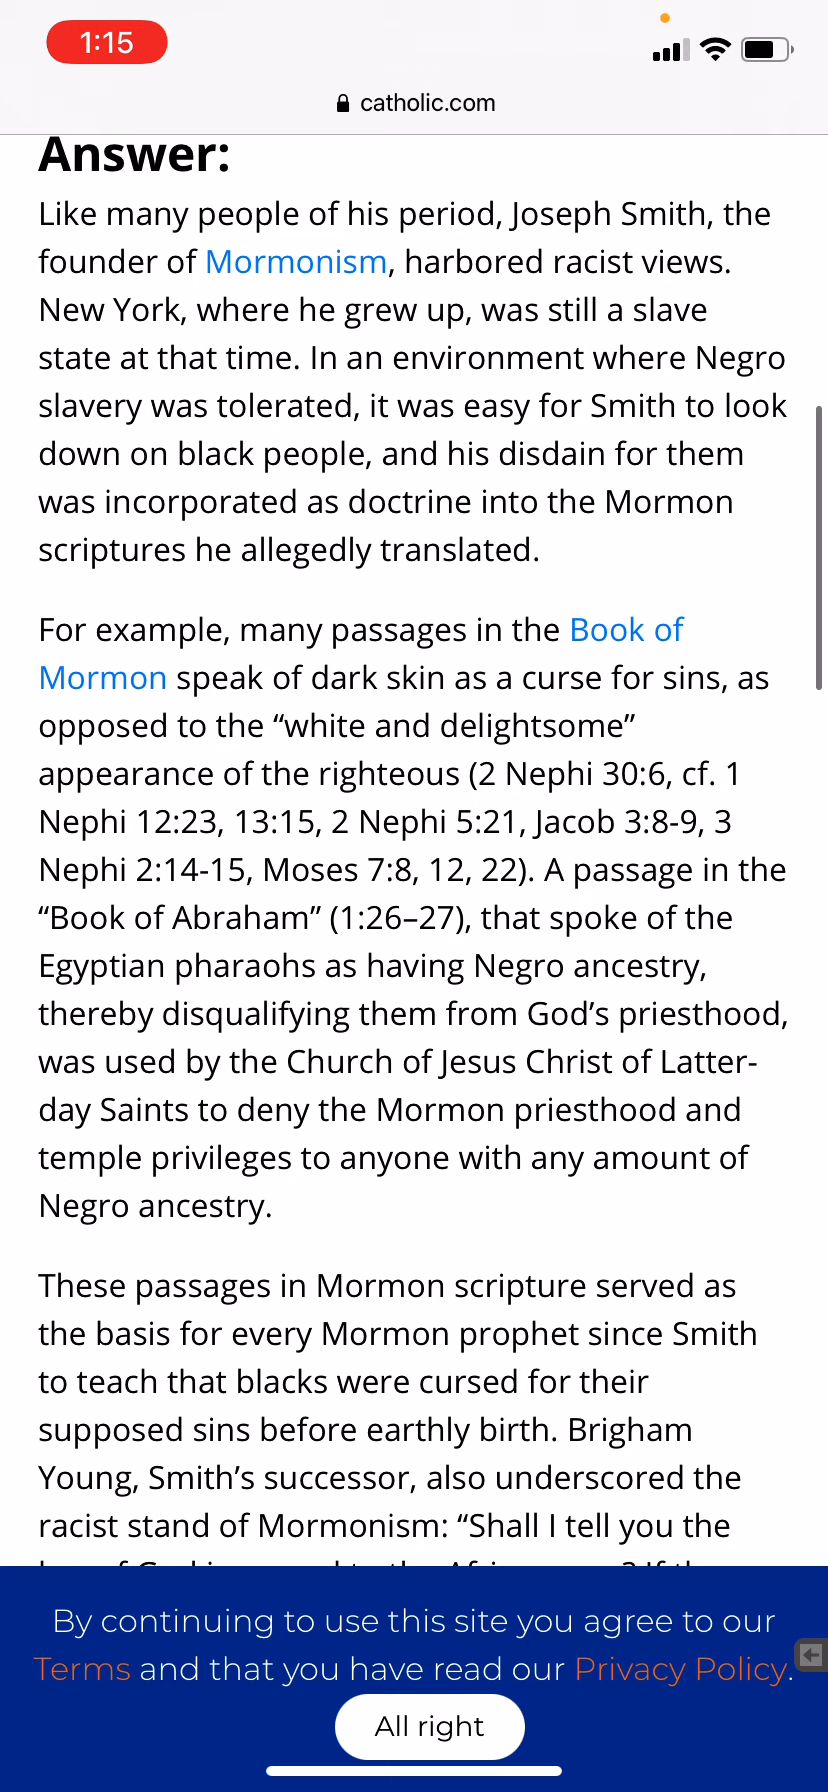 1:15
catholic.com
Answer:
Like many people of his period, Joseph Smith, the
founder of Mormonism, harbored racist views.
New York, where he grew up, was still a slave
state at that time. In an environment where Negro
slavery was tolerated, it was easy for Smith to look
down on black people, and his disdain for them
was incorporated as doctrine into the Mormon
scriptures he allegedly translated.
For example, many passages in the Book of
Mormon speak of dark skin as a curse for sins, as
opposed to the “white and delightsome”
appearance of the righteous (2 Nephi 30:6, cf. 1
Nephi 12:23, 13:15, 2 Nephi 5:21, Jacob 3:8-9, 3
Nephi 2:14-15, Moses 7:8, 12, 22). A passage in the
“Book of Abraham” (1:26–27), that spoke of the
Egyptian pharaohs as having Negro ancestry,
thereby disqualifying them from God’s priesthood,
was used by the Church of Jesus Christ of Latter-
day Saints to deny the Mormon priesthood and
temple privileges to anyone with any amount of
Negro ancestry.
These passages in Mormon scripture served as
the basis for every Mormon prophet since Smith
to teach that blacks were cursed for their
supposed sins before earthly birth. Brigham
Young, Smith’s successor, also underscored the
racist stand of Mormonism: “Shall I tell you the
By continuing to use this site you agree to our
Terms and that you have read our Privacy Policy.
All right